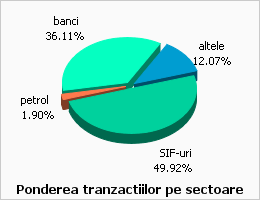 banci
36.11%
altele
12.07%
petrol
1.90%
SIF-uri
49.92%
Ponderea tranzactiilor pe sectoare